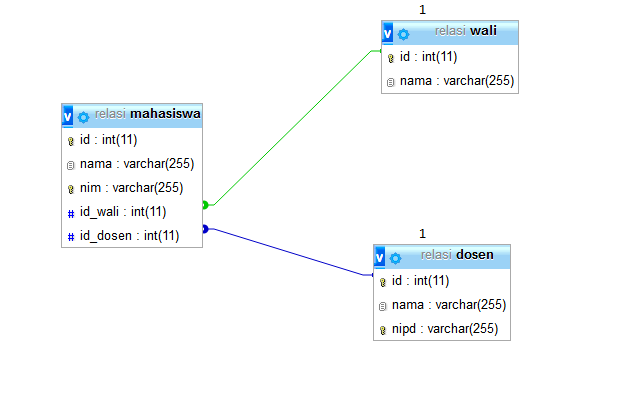 1
v relasi wali
id : int(11)
nama : varchar(255)
v relasi mahasiswa
id : int(11)
nama : varchar(255)
nim : varchar(255)
# id_wali : int(11)
# id_dosen : int(11)
1
v relasi dosen
id : int(11)
nama : varchar(255)
nipd : varchar(255)